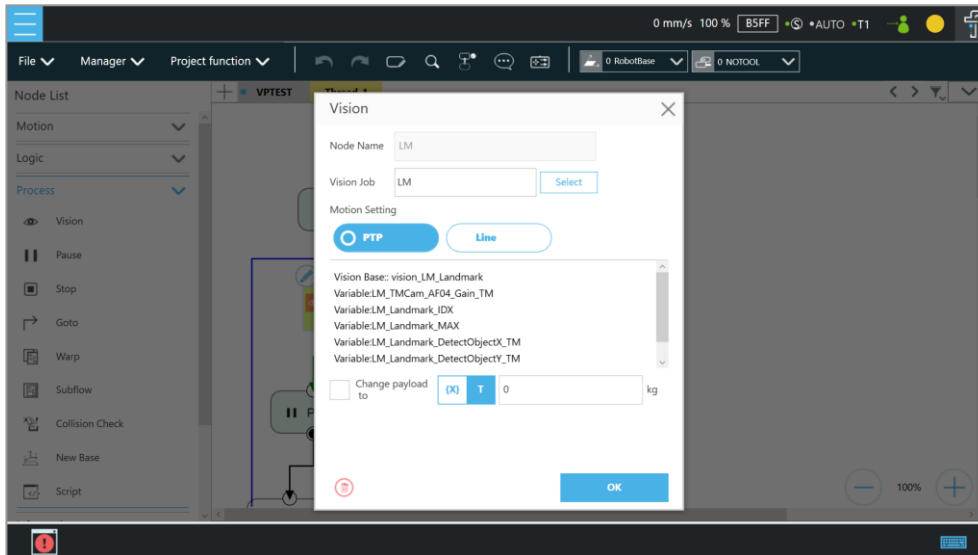 0 mm/s 100 % B5FF •Ⓢ •AUTO •T1
File Manager Project function 0 RobotBase 0 NOTOOL
Node List
VPTEST
Motion
Logic
Process
Vision
Pause
Stop
Goto
Warp
Subflow
Collision Check
New Base
Script
Vision
Node Name LM
Vision Job LM Select
Motion Setting
PTP Line
Vision Base:: vision_LM_Landmark
Variable:LM_TMCam_AF04_Gain_TM
Variable:LM_Landmark_IDX
Variable:LM_Landmark_MAX
Variable:LM_Landmark_DetectObjectX_TM
Variable:LM_Landmark_DetectObjectY_TM
Change payload to {X} T 0 kg
OK
100%